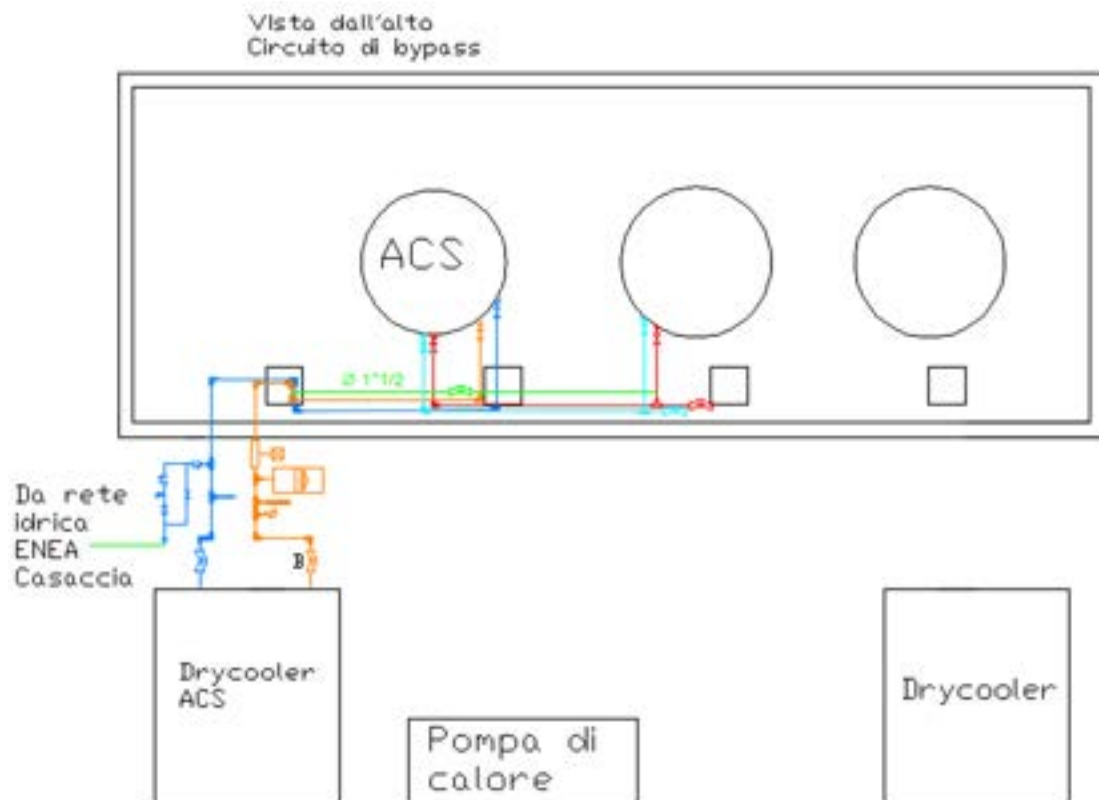 Vista dall'alto
Circuito di bypass
ACS
Ø 1"1/2
Da rete
idrica
ENEA
Casaccia
B
Drycooler
ACS
Drycooler
Pompa di
calore